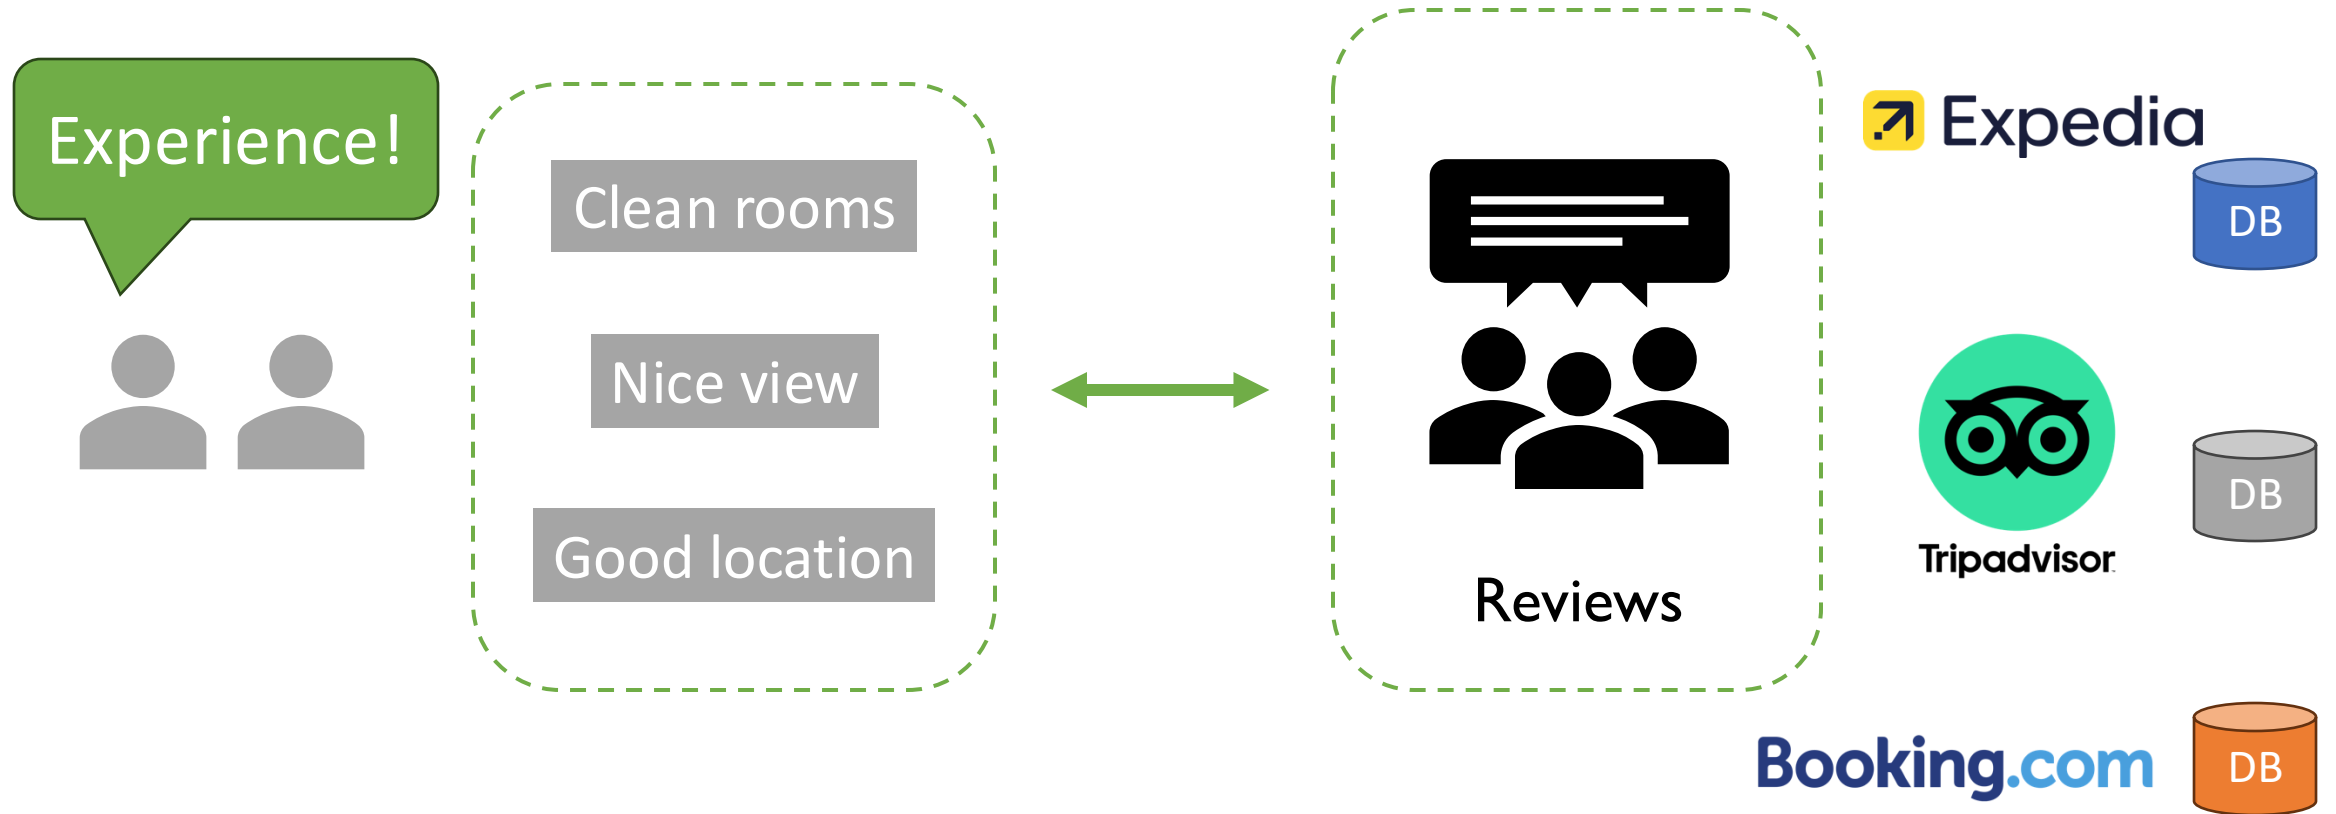 Experience!
Clean rooms
Nice view
Good location
Reviews
Expedia
DB
Tripadvisor
DB
Booking.com
DB